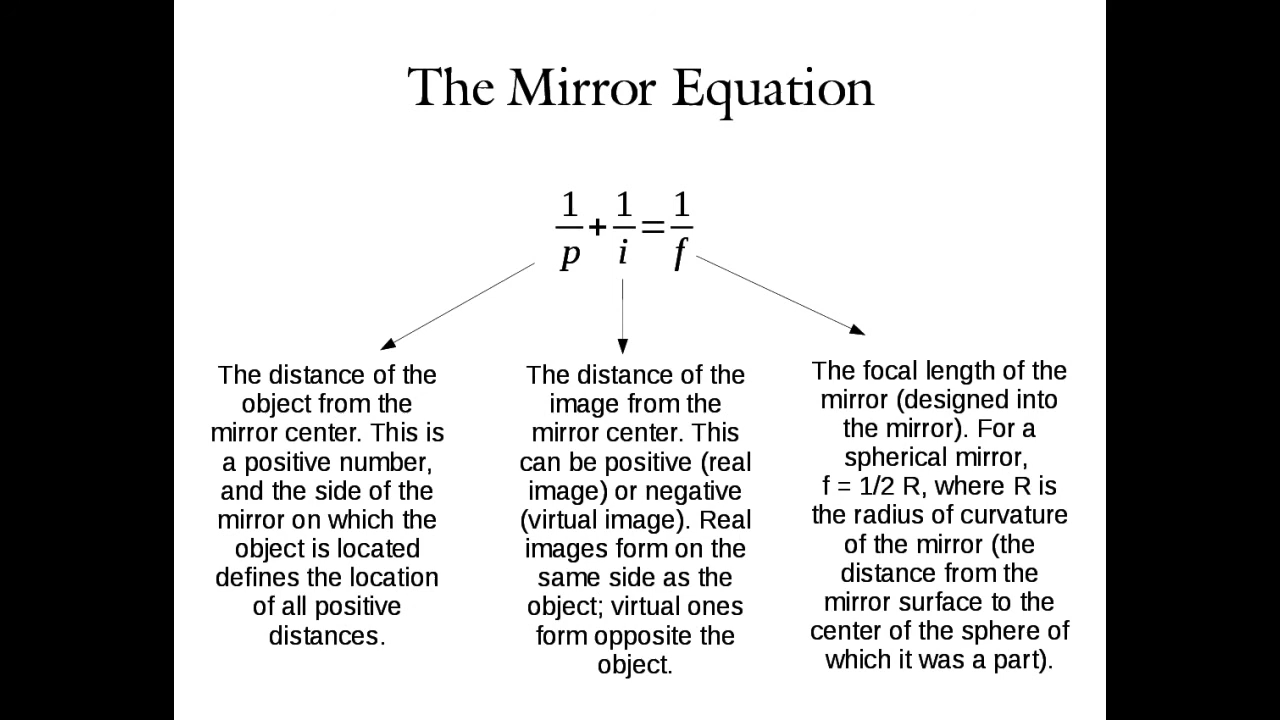 The Mirror Equation
1/p + 1/i = 1/f
The distance of the
object from the
mirror center. This is
a positive number,
and the side of the
mirror on which the
object is located
defines the location
of all positive
distances.
The distance of the
image from the
mirror center. This
can be positive (real
image) or negative
(virtual image). Real
images form on the
same side as the
object; virtual ones
form opposite the
object.
The focal length of the
mirror (designed into
the mirror). For a
spherical mirror,
f = 1/2 R, where R is
the radius of curvature
of the mirror (the
distance from the
mirror surface to the
center of the sphere of
which it was a part).